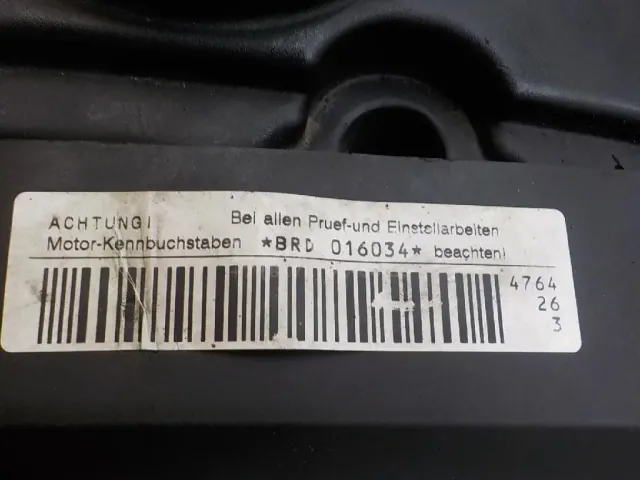 ACHTUNG! Bei allen Pruef-und Einstellarbeiten
Motor-Kennbuchstaben *BRD 016034* beachten!
4764
26
3